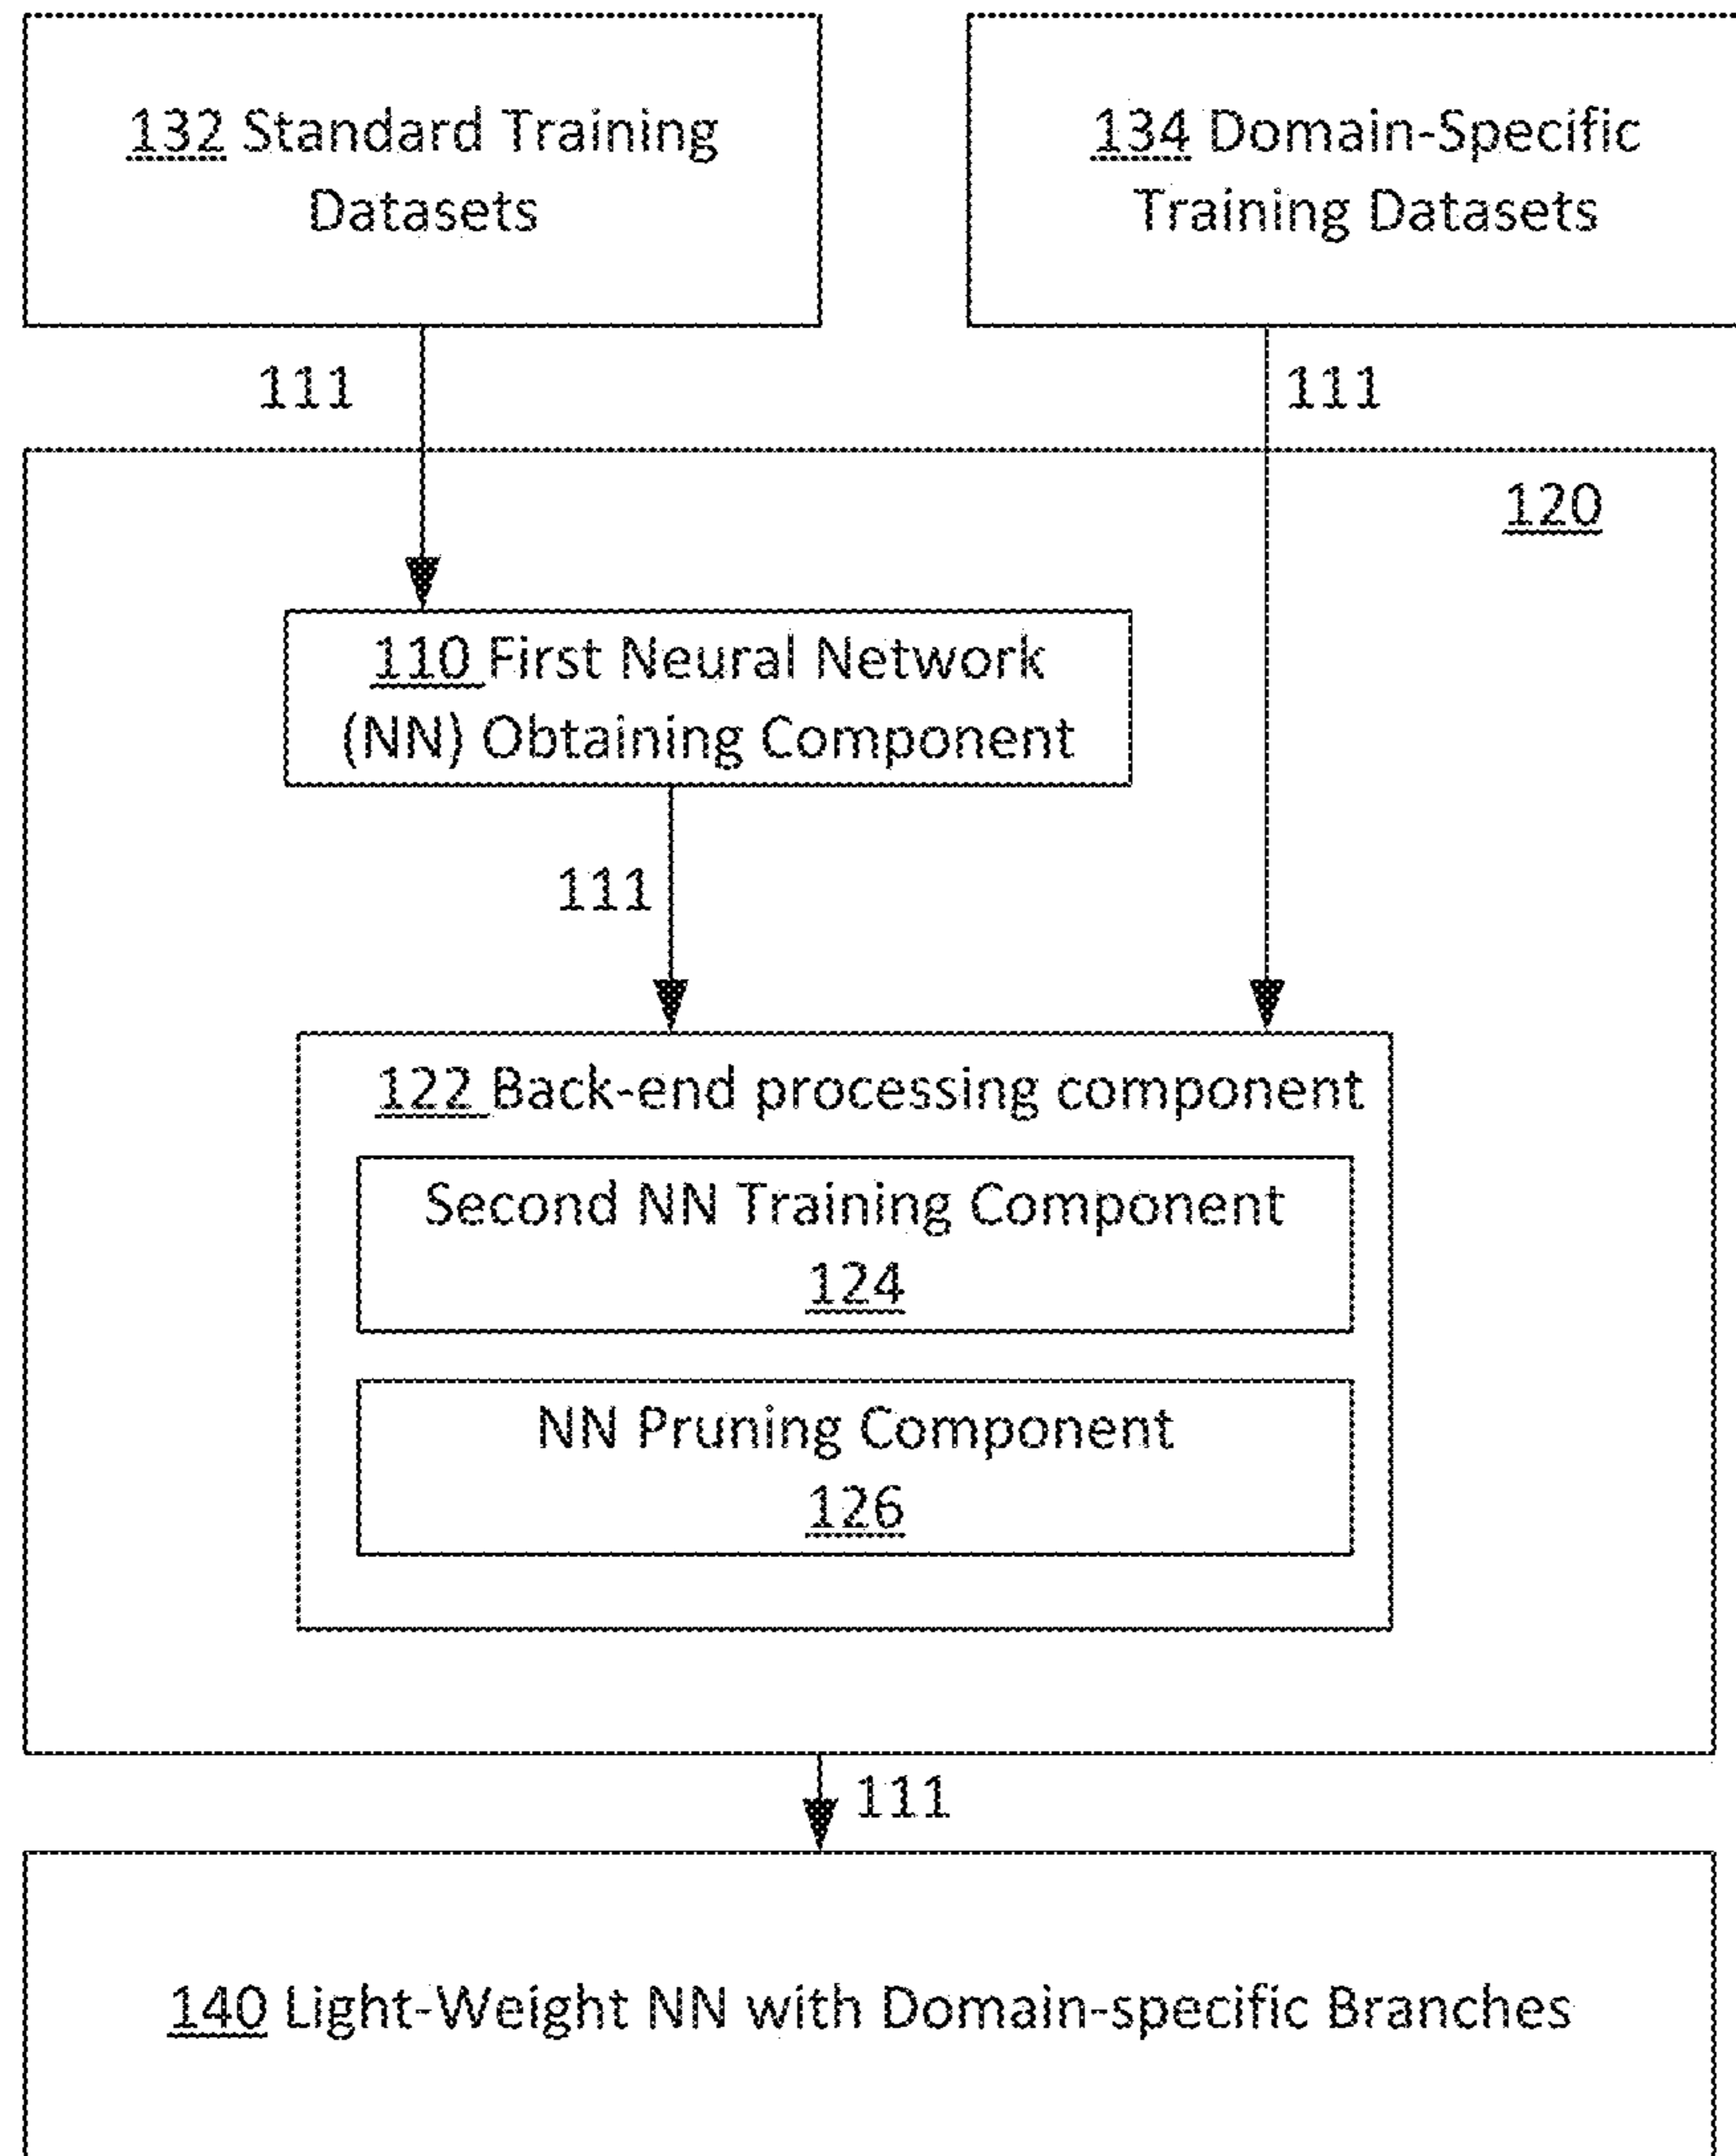 132 Standard Training
Datasets
134 Domain-Specific
Training Datasets
111
111
120
110 First Neural Network
(NN) Obtaining Component
111
122 Back-end processing component
Second NN Training Component
124
NN Pruning Component
126
111
140 Light-Weight NN with Domain-specific Branches